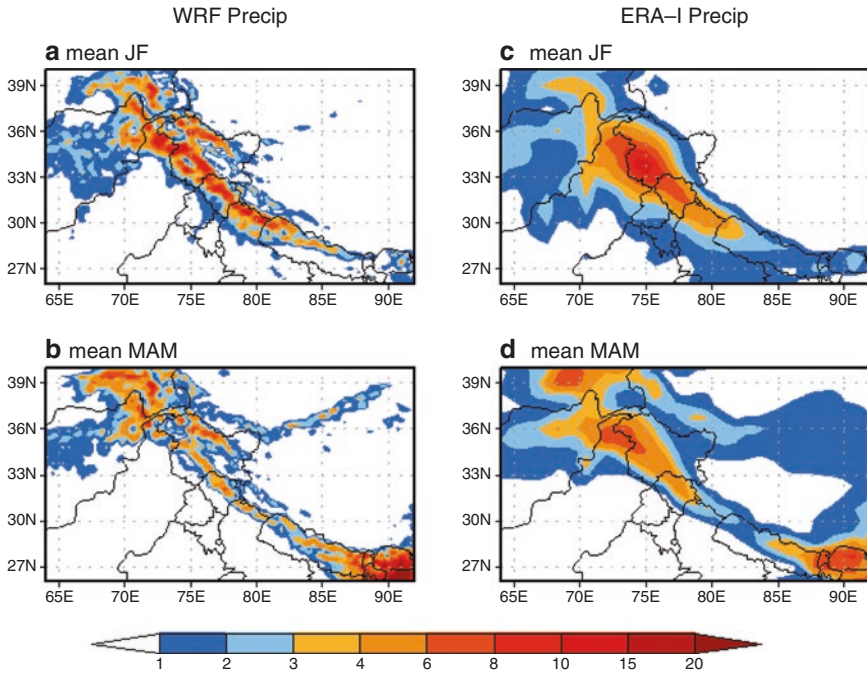 WRF Precip
ERA–I Precip
a mean JF
c mean JF
39N
36N
33N
30N
27N
65E 70E 75E 80E 85E 90E
39N
36N
33N
30N
27N
65E 70E 75E 80E 85E 90E
b mean MAM
d mean MAM
39N
36N
33N
30N
27N
65E 70E 75E 80E 85E 90E
39N
36N
33N
30N
27N
65E 70E 75E 80E 85E 90E
1 2 3 4 6 8 10 15 20